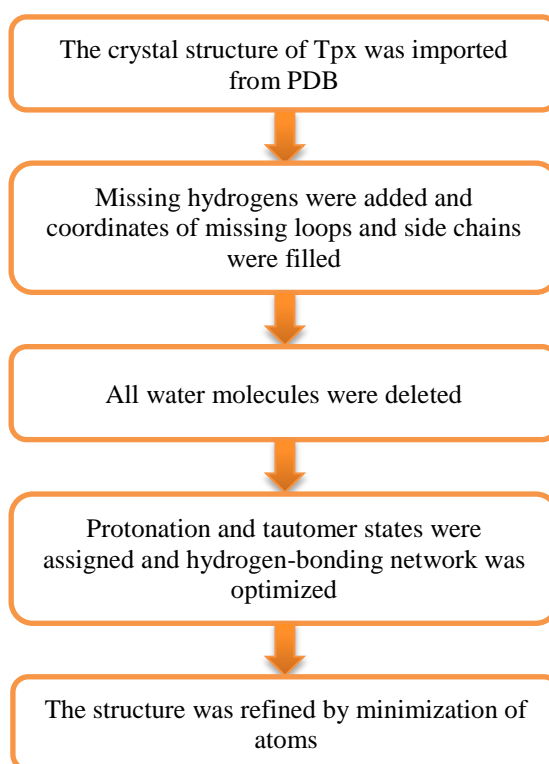 The crystal structure of Tpx was imported
from PDB
Missing hydrogens were added and
coordinates of missing loops and side chains
were filled
All water molecules were deleted
Protonation and tautomer states were
assigned and hydrogen-bonding network was
optimized
The structure was refined by minimization of
atoms